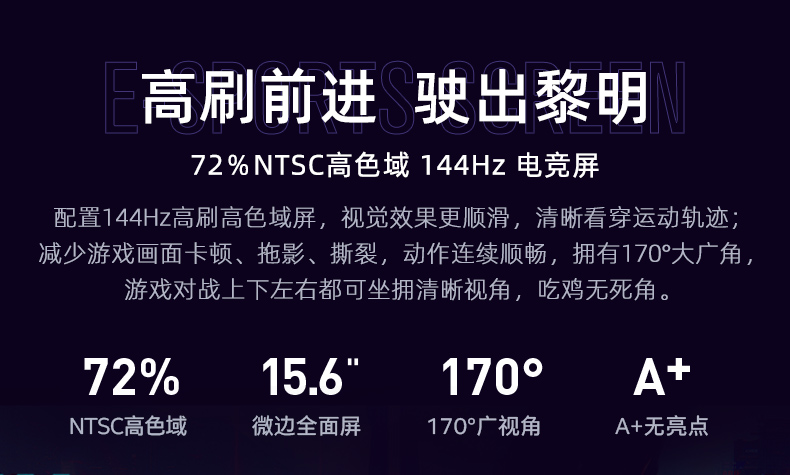 E-SPORTS SCREEN
高刷前进 驶出黎明
72%NTSC高色域 144Hz 电竞屏
配置144Hz高刷高色域屏，视觉效果更顺滑，清晰看穿运动轨迹；
减少游戏画面卡顿、拖影、撕裂，动作连续顺畅，拥有170°大广角，
游戏对战上下左右都可坐拥清晰视角，吃鸡无死角。
72% 15.6" 170° A+
NTSC高色域 微边全面屏 170°广视角 A+无亮点